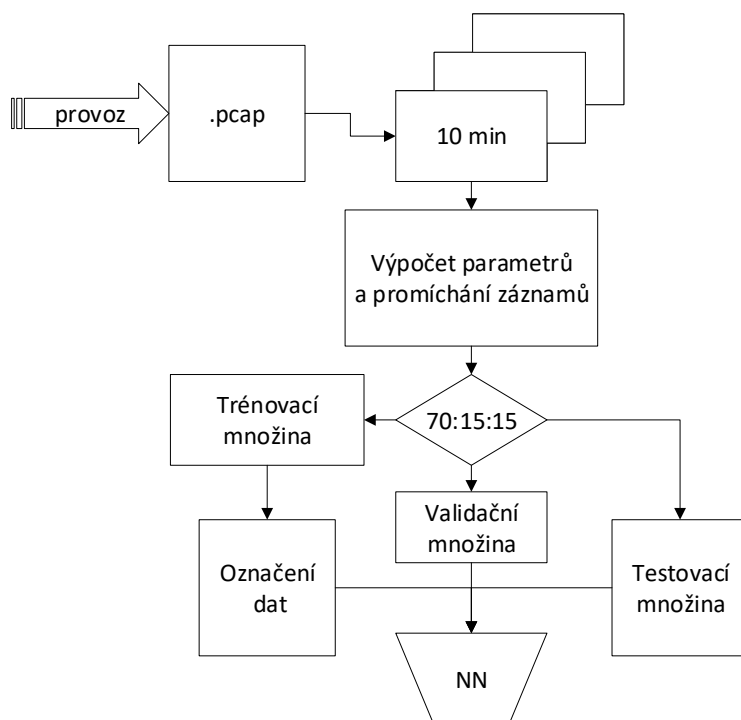 provoz
.pcap
10 min
Výpočet parametrů
a promíchání záznamů
70:15:15
Trénovací
množina
Validační
množina
Označení
dat
Testovací
množina
NN